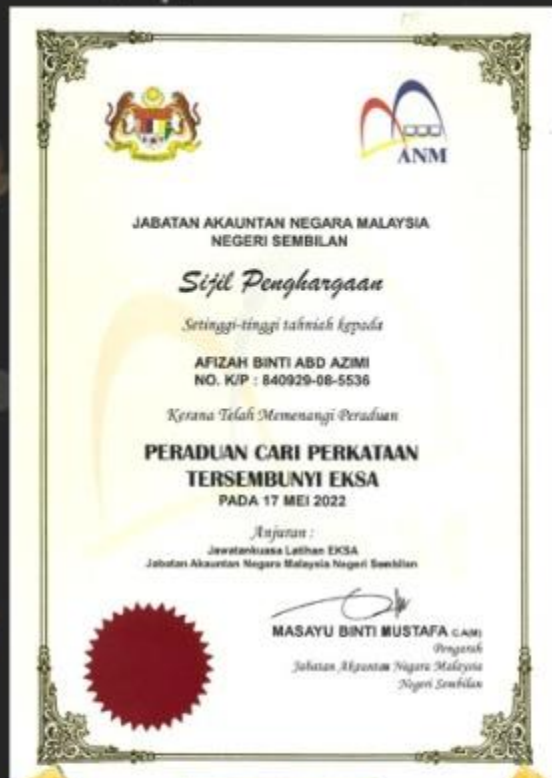 ANM
JABATAN AKAUNTAN NEGARA MALAYSIA
NEGERI SEMBILAN
Sijil Penghargaan
Setinggi-tinggi tahniah kepada
AFIZAH BINTI ABD AZIMI
NO. K/P : 840929-08-5536
Kerana Telah Memenangi Peraduan
PERADUAN CARI PERKATAAN
TERSEMBUNYI EKSA
PADA 17 MEI 2022
Anjuran :
Jawatankuasa Latihan EKSA
Jabatan Akauntan Negara Malaysia Negeri Sembilan
MASAYU BINTI MUSTAFA C.A(M)
Pengarah
Jabatan Akauntan Negara Malaysia
Negeri Sembilan